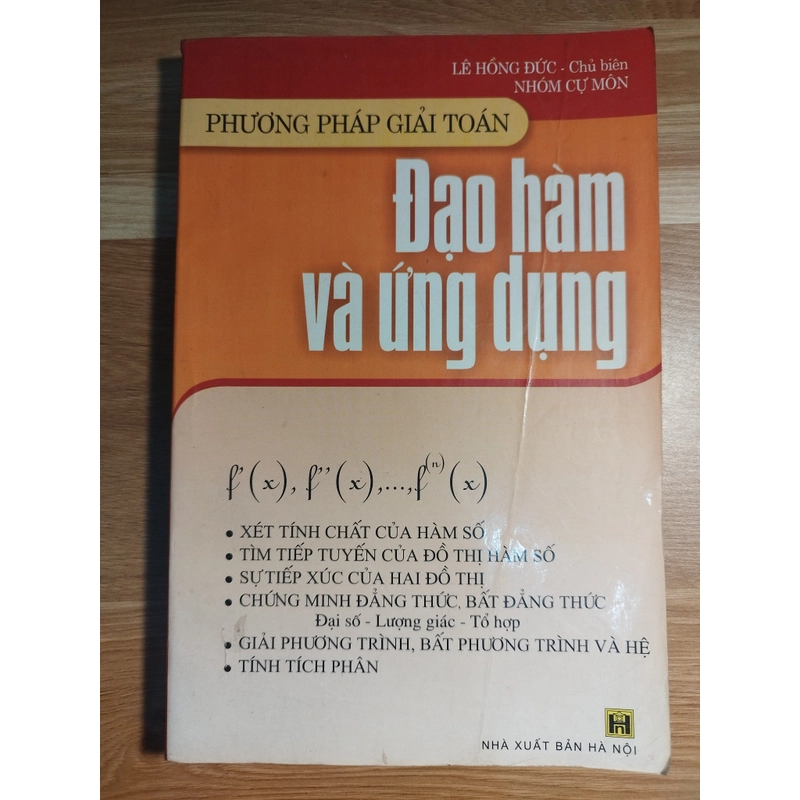 LÊ HỒNG ĐỨC - Chủ biên
NHÓM CỰ MÔN
PHƯƠNG PHÁP GIẢI TOÁN
Đạo hàm
và ứng dụng
f'(x), f''(x),...,f⁽ⁿ⁾(x)
• XÉT TÍNH CHẤT CỦA HÀM SỐ
• TÌM TIẾP TUYẾN CỦA ĐỒ THỊ HÀM SỐ
• SỰ TIẾP XÚC CỦA HAI ĐỒ THỊ
• CHỨNG MINH ĐẲNG THỨC, BẤT ĐẲNG THỨC
Đại số - Lượng giác - Tổ hợp
• GIẢI PHƯƠNG TRÌNH, BẤT PHƯƠNG TRÌNH VÀ HỆ
• TÍNH TÍCH PHÂN
NHÀ XUẤT BẢN HÀ NỘI